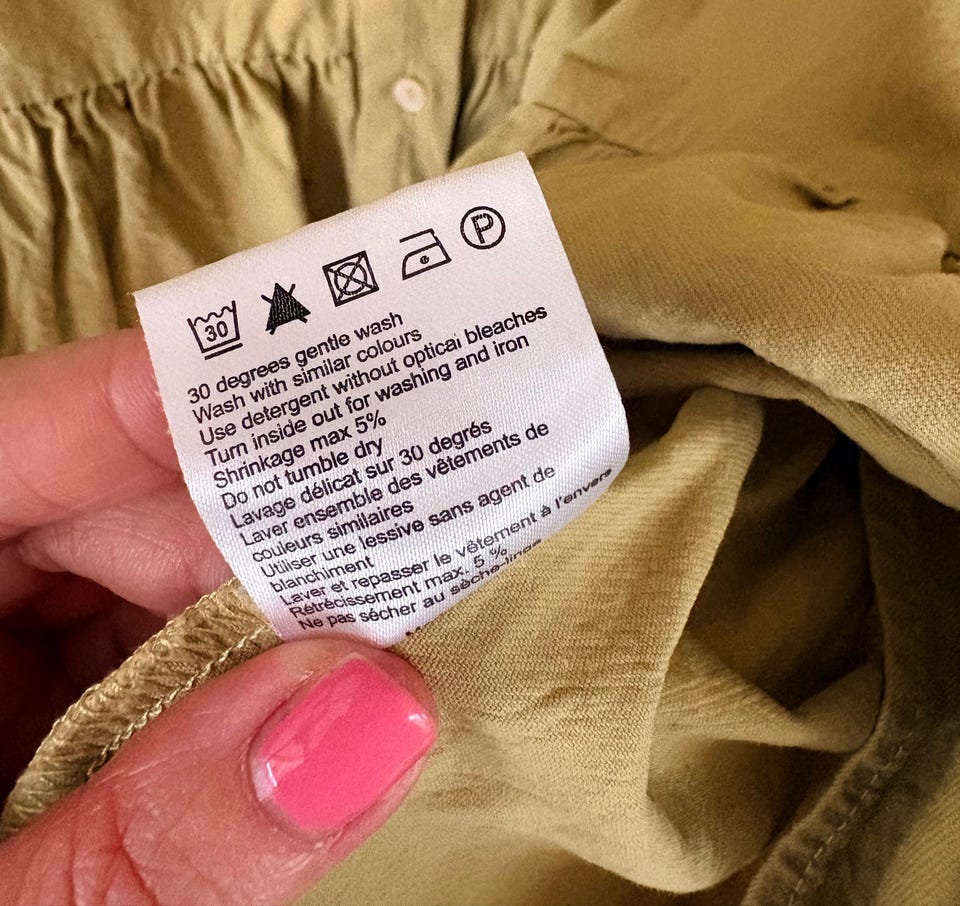 30 P
30 degrees gentle wash
Wash with similar colours
Use detergent without optical bleaches
Turn inside out for washing and iron
Shrinkage max 5%
Do not tumble dry
Lavage délicat sur 30 degrés
Laver ensemble des vêtements de
couleurs similaires
Utiliser une lessive sans agent de
blanchiment
Laver et repasser le vêtement à l'envers
Rétrécissement max. 5 %
Ne pas sécher au sèche-linge